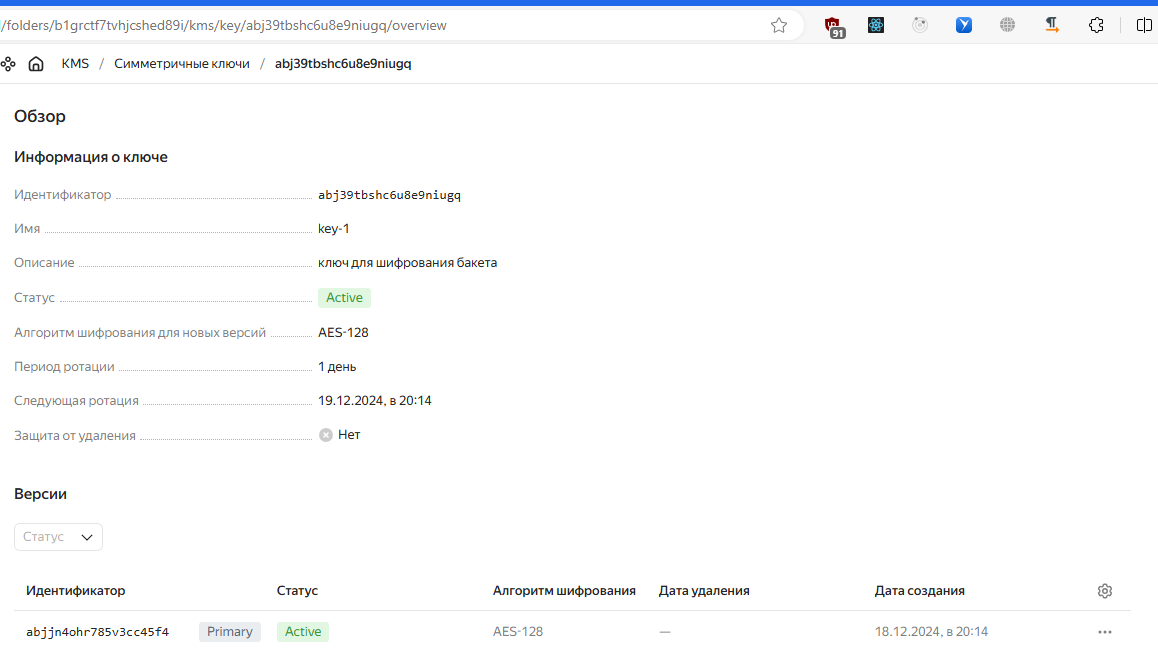 /folders/b1grctf7tvhjcshed89i/kms/key/abj39tbshc6u8e9niugq/overview
91
KMS / Симметричные ключи / abj39tbshc6u8e9niugq
Обзор
Информация о ключе
Идентификатор abj39tbshc6u8e9niugq
Имя key-1
Описание ключ для шифрования бакета
Статус Active
Алгоритм шифрования для новых версий AES-128
Период ротации 1 день
Следующая ротация 19.12.2024, в 20:14
Защита от удаления Нет
Версии
Статус
Идентификатор Статус Алгоритм шифрования Дата удаления Дата создания
abjjn4ohr785v3cc45f4 Primary Active AES-128 — 18.12.2024, в 20:14